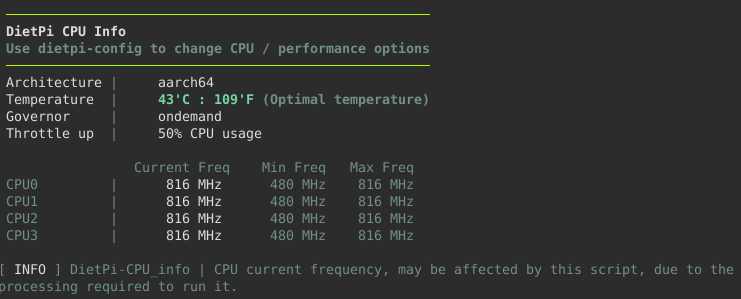 DietPi CPU Info
Use dietpi-config to change CPU / performance options
Architecture | aarch64
Temperature | 43'C : 109'F (Optimal temperature)
Governor | ondemand
Throttle up | 50% CPU usage
Current Freq Min Freq Max Freq
CPU0 | 816 MHz 480 MHz 816 MHz
CPU1 | 816 MHz 480 MHz 816 MHz
CPU2 | 816 MHz 480 MHz 816 MHz
CPU3 | 816 MHz 480 MHz 816 MHz
[ INFO ] DietPi-CPU_info | CPU current frequency, may be affected by this script, due to the
processing required to run it.